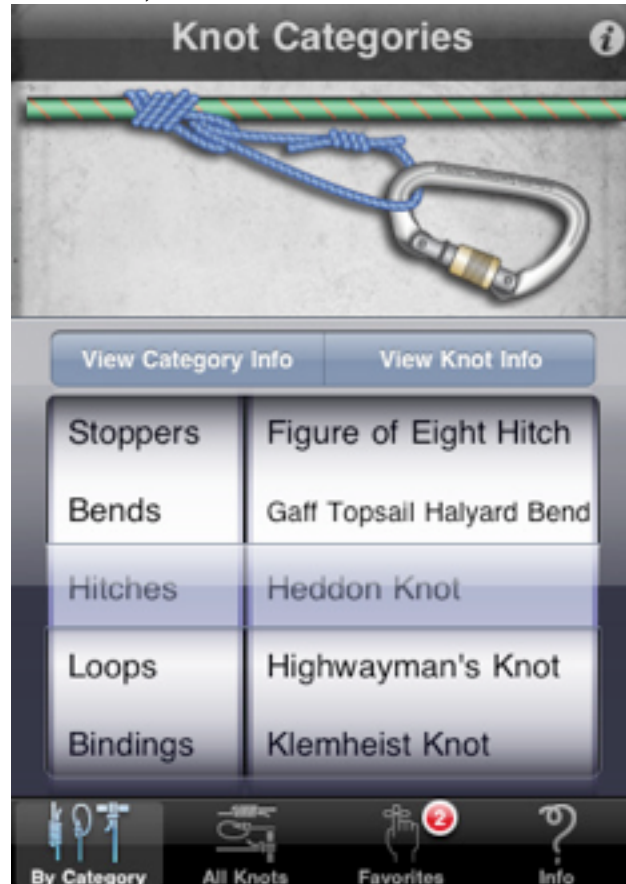 Knot Categories
View Category Info View Knot Info
Stoppers Figure of Eight Hitch
Bends Gaff Topsail Halyard Bend
Hitches Heddon Knot
Loops Highwayman's Knot
Bindings Klemheist Knot
2
By Category All Knots Favorites Info